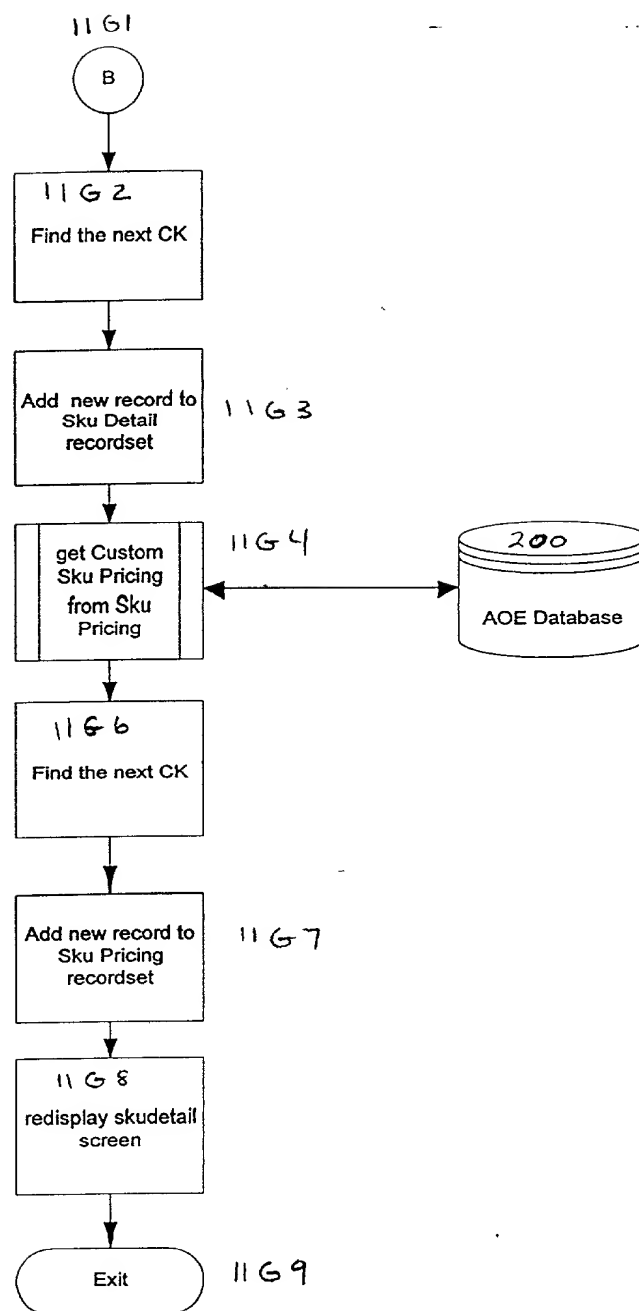 11G1
B
11G2
Find the next CK
Add new record to
Sku Detail
recordset
11G3
get Custom
Sku Pricing
from Sku
Pricing
11G4
200
AOE Database
11G6
Find the next CK
Add new record to
Sku Pricing
recordset
11G7
11G8
redisplay skudetail
screen
Exit
11G9